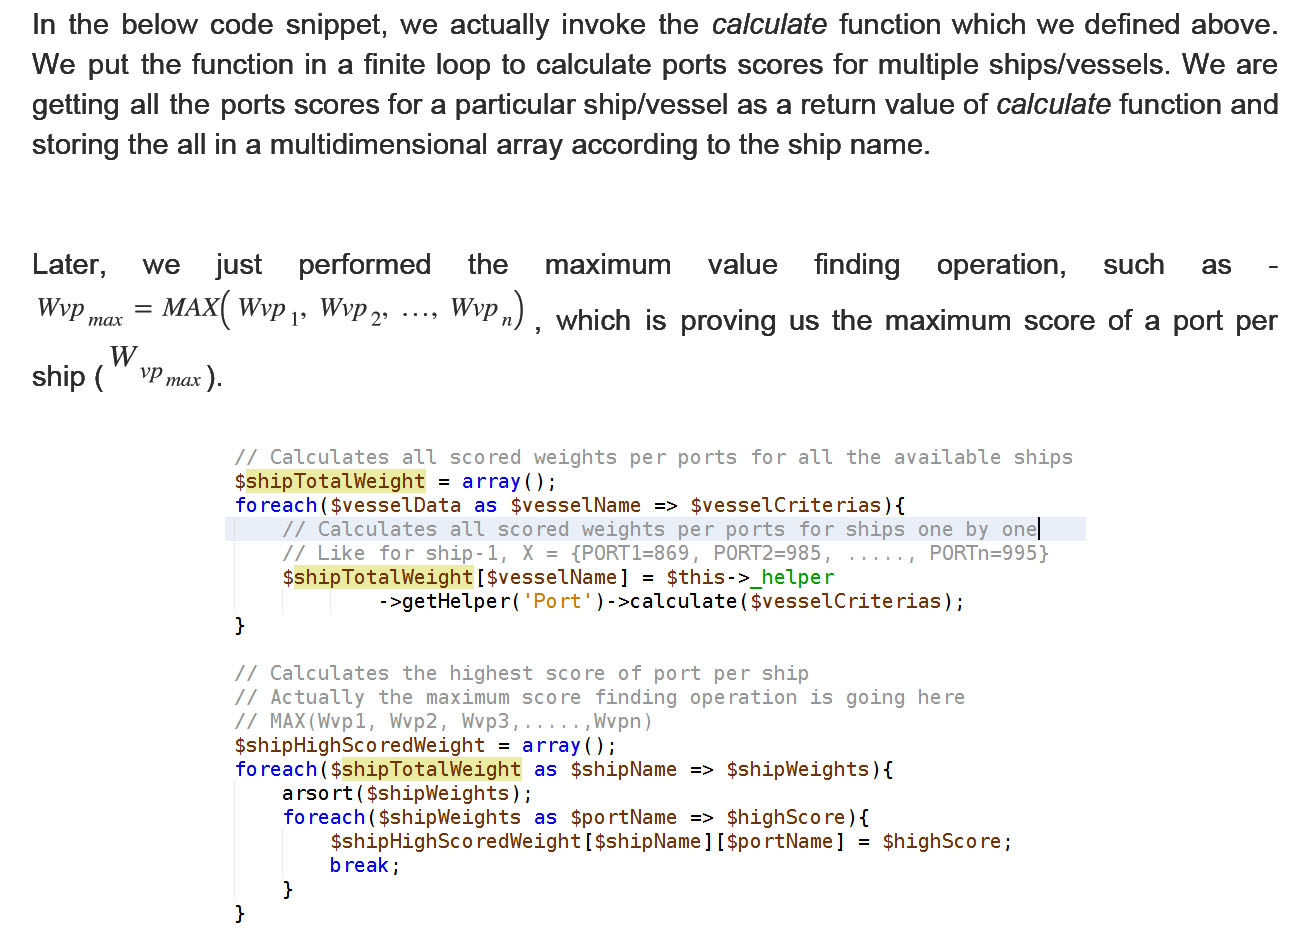 In the below code snippet, we actually invoke the calculate function which we defined above.
We put the function in a finite loop to calculate ports scores for multiple ships/vessels. We are
getting all the ports scores for a particular ship/vessel as a return value of calculate function and
storing the all in a multidimensional array according to the ship name.
Later, we just performed the maximum value finding operation, such as -
Wvp max = MAX( Wvp 1, Wvp 2, ..., Wvp n) , which is proving us the maximum score of a port per
ship ( W vp max ).
// Calculates all scored weights per ports for all the available ships
$shipTotalWeight = array();
foreach($vesselData as $vesselName => $vesselCriterias){
// Calculates all scored weights per ports for ships one by one
// Like for ship-1, X = {PORT1=869, PORT2=985, ....., PORTn=995}
$shipTotalWeight[$vesselName] = $this->_helper
->getHelper('Port')->calculate($vesselCriterias);
}
// Calculates the highest score of port per ship
// Actually the maximum score finding operation is going here
// MAX(Wvp1, Wvp2, Wvp3,.....,Wvpn)
$shipHighScoredWeight = array();
foreach($shipTotalWeight as $shipName => $shipWeights){
arsort($shipWeights);
foreach($shipWeights as $portName => $highScore){
$shipHighScoredWeight[$shipName][$portName] = $highScore;
break;
}
}